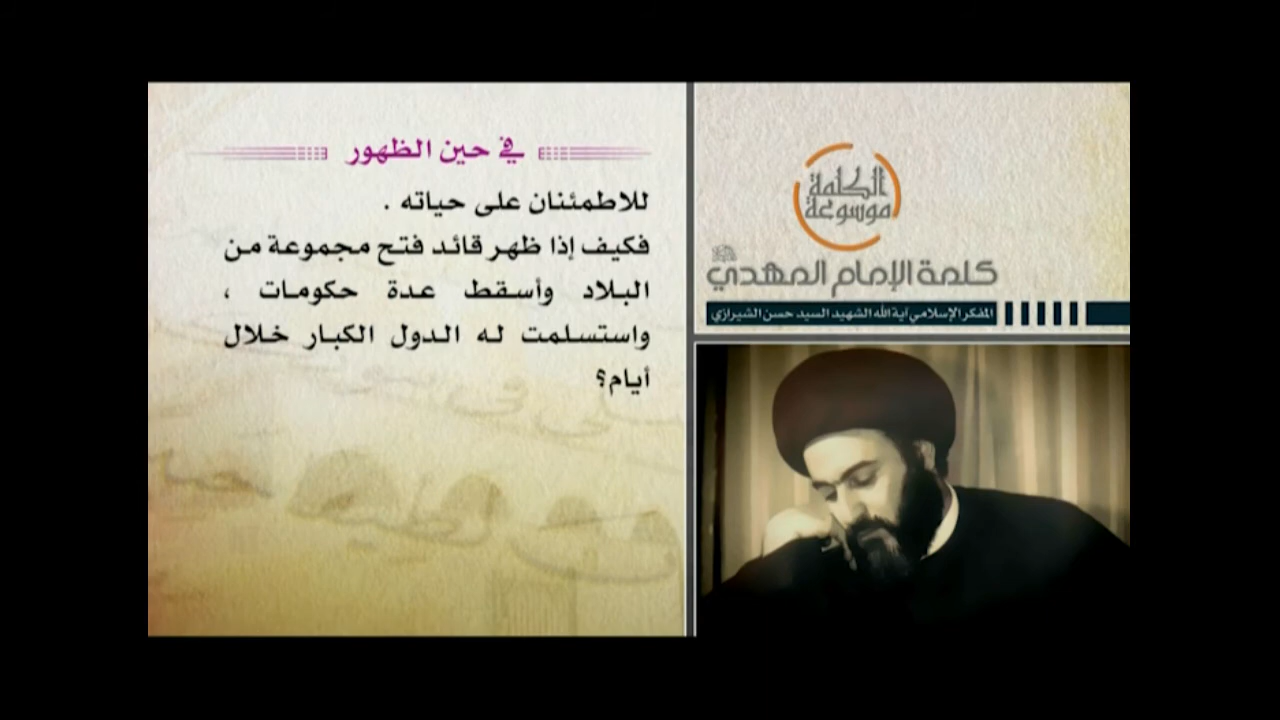 في حين الظهور
للاطمئنان على حياته .
فكيف إذا ظهر قائد فتح مجموعة من
البلاد وأسقط عدة حكومات ،
واستسلمت له الدول الكبار خلال
أيام؟
الكلمة
موسوعة
كلمة الإمام المهدي
المفكر الإسلامي آية الله الشهيد السيد حسن الشيرازي